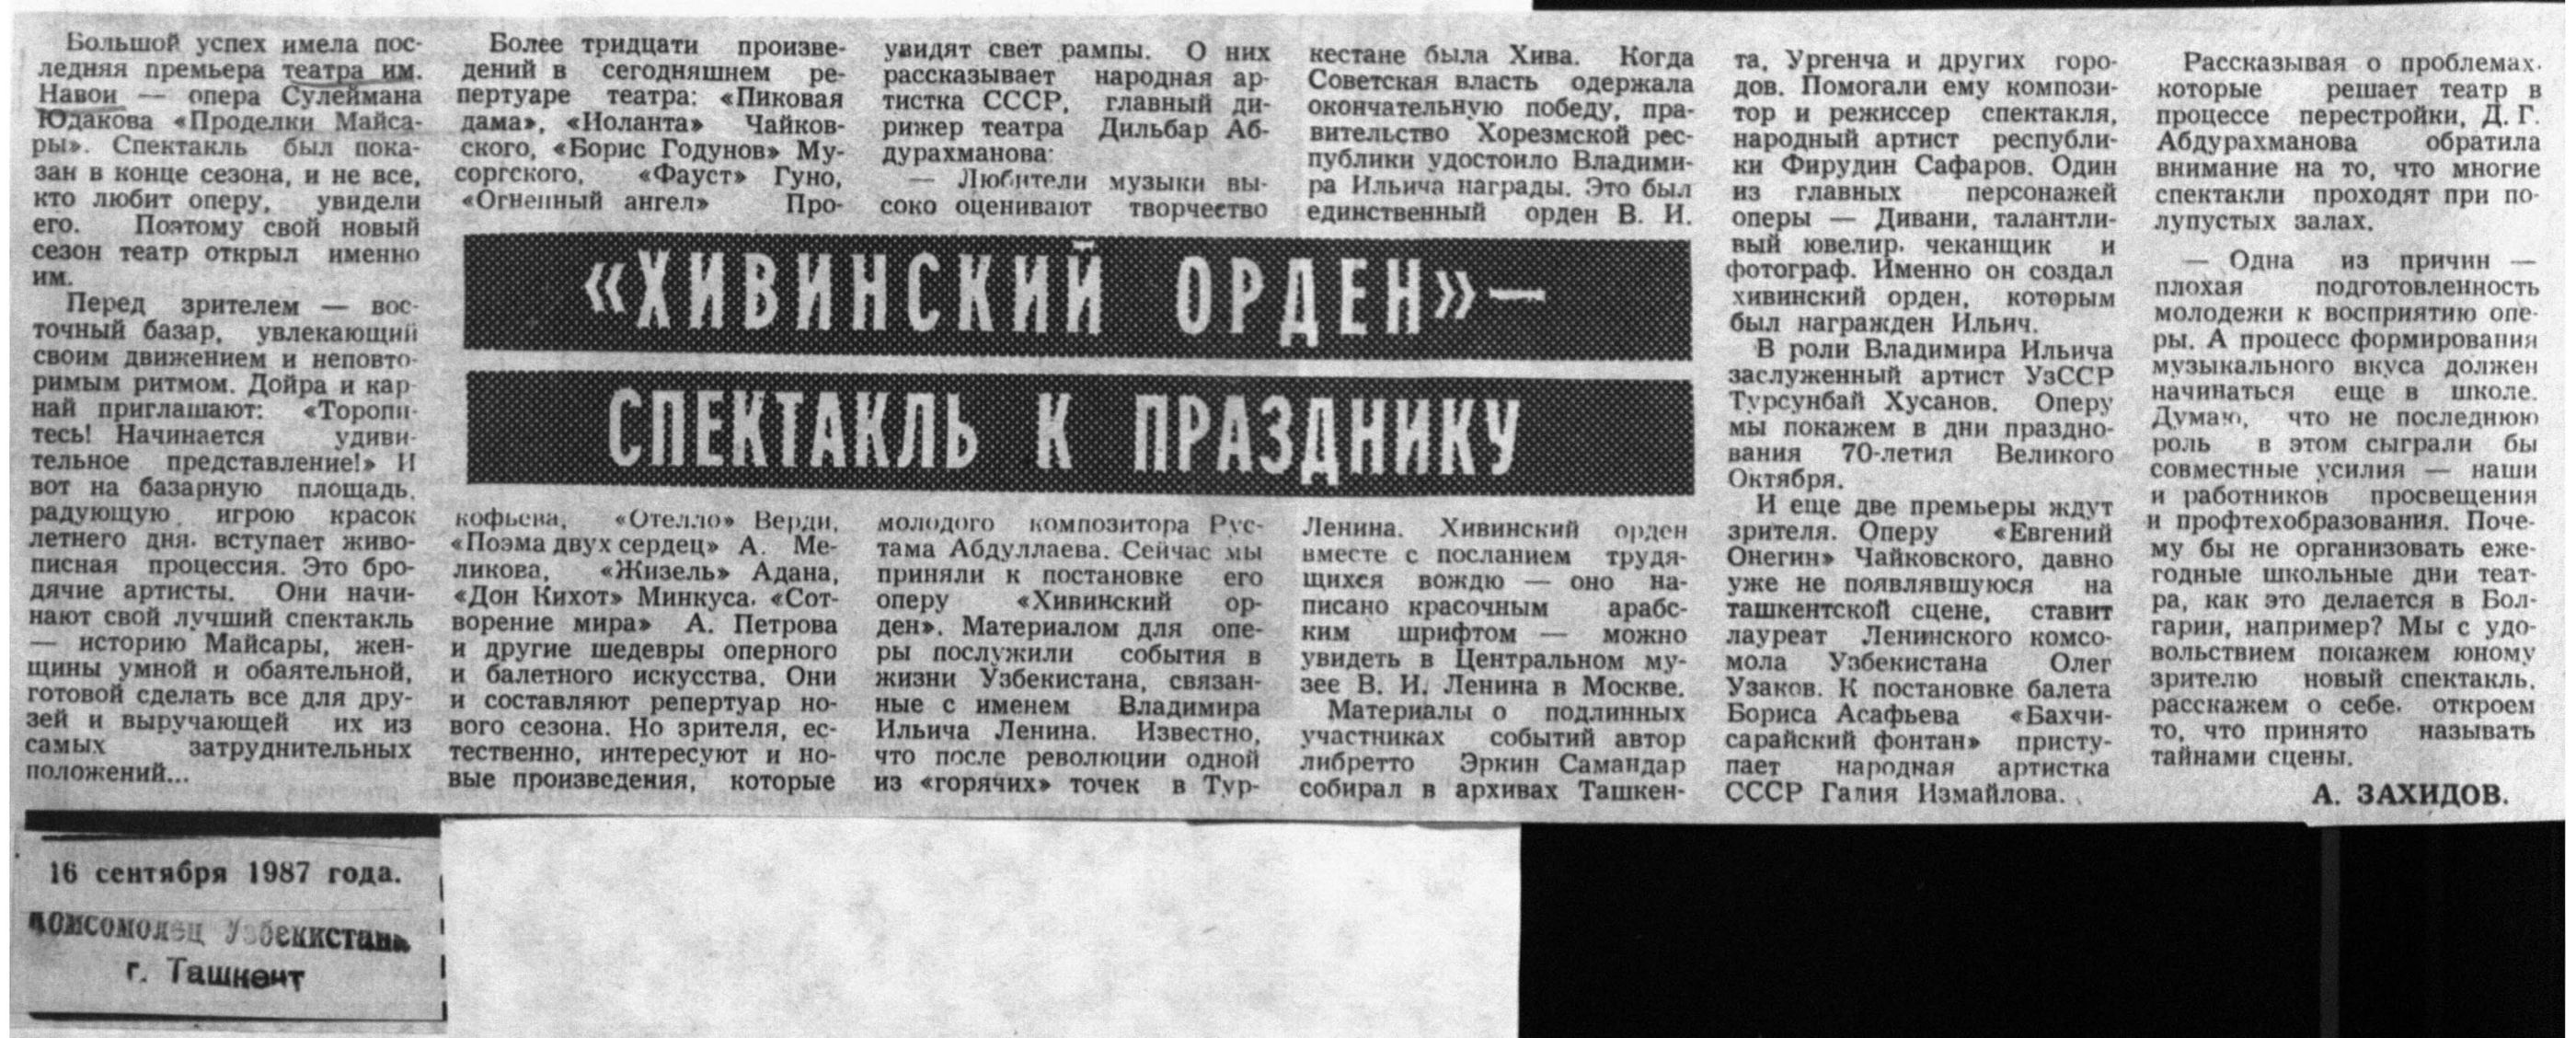 Большой успех имела пос-
ледняя премьера театра им.
Навои — опера Сулеймана
Юдакова «Проделки Майса-
ры». Спектакль был пока-
зан в конце сезона, и не все,
кто любит оперу, увидели
его. Поэтому свой новый
сезон театр открыл именно
им.
Перед зрителем — вос-
точный базар, увлекающий
своим движением и неповто-
римым ритмом. Дойра и кар
най приглашают: «Торопи-
тесь! Начинается удиви-
тельное представление!» И
вот на базарную площадь,
радующую игрою красок
летнего дня, вступает живо-
писная процессия. Это бро-
дячие артисты. Они начи-
нают свой лучший спектакль
— историю Майсары, жен-
щины умной и обаятельной,
готовой сделать все для дру-
зей и выручающей их из
самых затруднительных
положений...
«ХИВИНСКИЙ ОРДЕН»—
СПЕКТАКЛЬ К ПРАЗДНИКУ
Более тридцати произве-
дений в сегодняшнем ре-
пертуаре театра: «Пиковая
дама», «Иоланта» Чайков-
ского, «Борис Годунов» Му-
соргского, «Фауст» Гуно,
«Огненный ангел» Про-
кофьева, «Отелло» Верди,
«Поэма двух сердец» А. Ме-
ликова, «Жизель» Адана,
«Дон Кихот» Минкуса, «Сот-
ворение мира» А. Петрова
и другие шедевры оперного
и балетного искусства. Они
и составляют репертуар но-
вого сезона. Но зрителя, ес-
тественно, интересуют и но-
вые произведения, которые
увидят свет рампы. О них
рассказывает народная ар-
тистка СССР, главный ди-
рижер театра Дильбар Аб-
дурахманова:
— Любители музыки вы-
соко оценивают творчество
молодого композитора Рус-
тама Абдуллаева. Сейчас мы
приняли к постановке его
оперу «Хивинский ор-
ден». Материалом для опе-
ры послужили события в
жизни Узбекистана, связан-
ные с именем Владимира
Ильича Ленина. Известно,
что после революции одной
из «горячих» точек в Тур-
кестане была Хива. Когда
Советская власть одержала
окончательную победу, пра-
вительство Хорезмской рес-
публики удостоило Владими-
ра Ильича награды. Это был
единственный орден В. И.
Ленина. Хивинский орден
вместе с посланием трудя-
щихся вождю — оно на-
писано красочным арабс-
ким шрифтом — можно
увидеть в Центральном му-
зее В. И. Ленина в Москве.
Материалы о подлинных
участниках событий автор
либретто Эркин Самандар
собирал в архивах Ташкен-
та, Ургенча и других горо-
дов. Помогали ему компози-
тор и режиссер спектакля,
народный артист республи-
ки Фирудин Сафаров. Один
из главных персонажей
оперы — Дивани, талантли-
вый ювелир, чеканщик и
фотограф. Именно он создал
хивинский орден, которым
был награжден Ильич.
В роли Владимира Ильича
заслуженный артист УзССР
Турсунбай Хусанов. Оперу
мы покажем в дни праздно-
вания 70-летия Великого
Октября.
И еще две премьеры ждут
зрителя. Оперу «Евгений
Онегин» Чайковского, давно
уже не появлявшуюся на
ташкентской сцене, ставит
лауреат Ленинского комсо-
мола Узбекистана Олег
Узаков. К постановке балета
Бориса Асафьева «Бахчи-
сарайский фонтан» присту-
пает народная артистка
СССР Галия Измайлова.
Рассказывая о проблемах,
которые решает театр в
процессе перестройки, Д. Г.
Абдурахманова обратила
внимание на то, что многие
спектакли проходят при по-
лупустых залах.
— Одна из причин —
плохая подготовленность
молодежи к восприятию опе-
ры. А процесс формирования
музыкального вкуса должен
начинаться еще в школе.
Думаю, что не последнюю
роль в этом сыграли бы
совместные усилия — наши
и работников просвещения
и профтехобразования. Поче-
му бы не организовать еже-
годные школьные дни теат-
ра, как это делается в Бол-
гарии, например? Мы с удо-
вольствием покажем юному
зрителю новый спектакль,
расскажем о себе, откроем
то, что принято называть
тайнами сцены.
А. ЗАХИДОВ.
16 сентября 1987 года.
Комсомолец Узбекистана
г. Ташкент